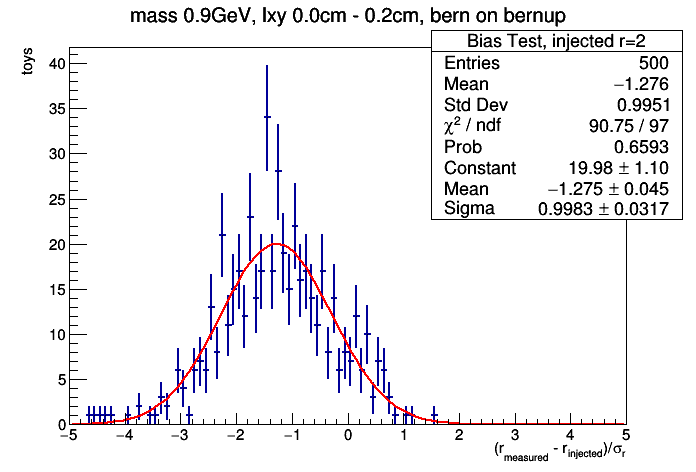 mass 0.9GeV, lxy 0.0cm - 0.2cm, bern on bernup
Bias Test, injected r=2
Entries 500
Mean −1.276
Std Dev 0.9951
χ² / ndf 90.75 / 97
Prob 0.6593
Constant 19.98 ± 1.10
Mean −1.275 ± 0.045
Sigma 0.9983 ± 0.0317
toys
40
35
30
25
20
15
10
5
0
−5 −4 −3 −2 −1 0 1 2 3 4 5
(r_measured - r_injected)/σ_r